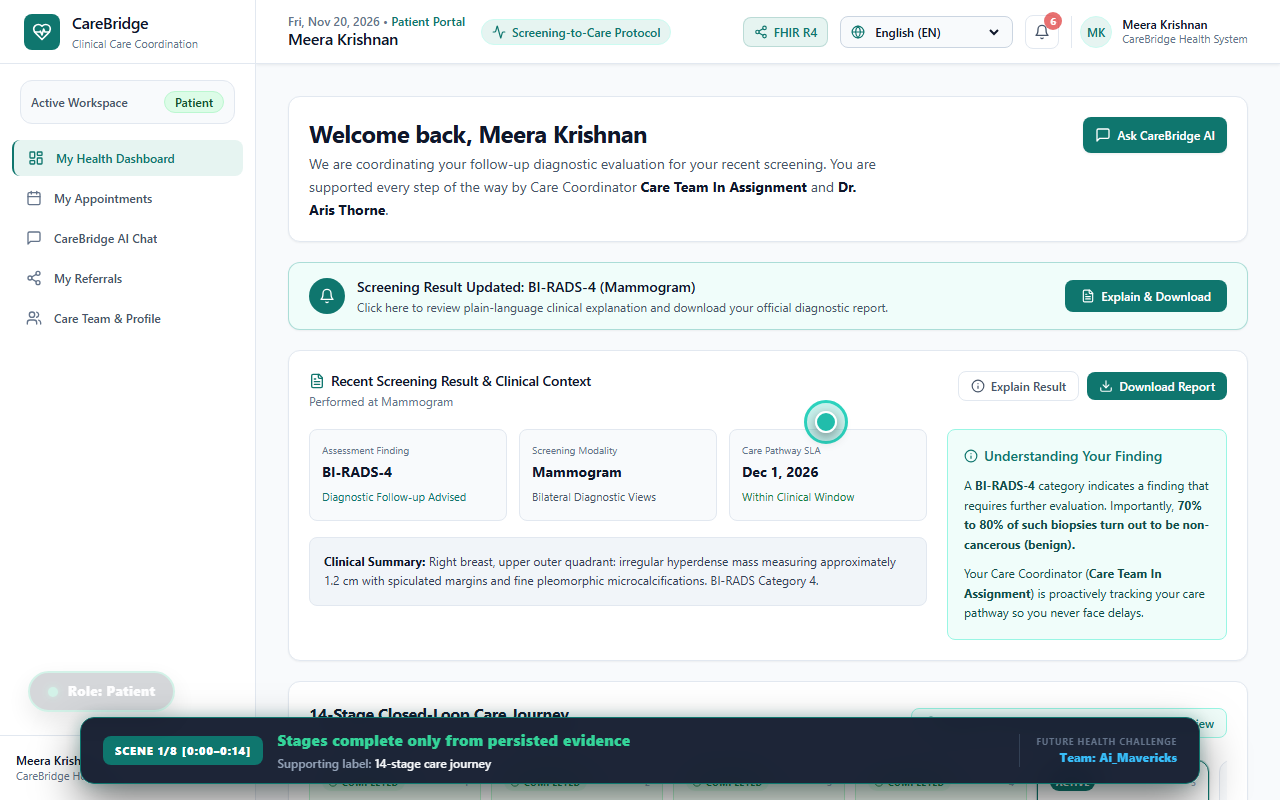 CareBridge
Clinical Care Coordination
Fri, Nov 20, 2026 • Patient Portal
Meera Krishnan
Screening-to-Care Protocol
FHIR R4
English (EN)
6
MK
Meera Krishnan
CareBridge Health System
Active Workspace
Patient
My Health Dashboard
My Appointments
CareBridge AI Chat
My Referrals
Care Team & Profile
Welcome back, Meera Krishnan
We are coordinating your follow-up diagnostic evaluation for your recent screening. You are
supported every step of the way by Care Coordinator Care Team In Assignment and Dr.
Aris Thorne.
Ask CareBridge AI
Screening Result Updated: BI-RADS-4 (Mammogram)
Click here to review plain-language clinical explanation and download your official diagnostic report.
Explain & Download
Recent Screening Result & Clinical Context
Performed at Mammogram
Explain Result
Download Report
Assessment Finding
BI-RADS-4
Diagnostic Follow-up Advised
Screening Modality
Mammogram
Bilateral Diagnostic Views
Care Pathway SLA
Dec 1, 2026
Within Clinical Window
Clinical Summary: Right breast, upper outer quadrant: irregular hyperdense mass measuring approximately
1.2 cm with spiculated margins and fine pleomorphic microcalcifications. BI-RADS Category 4.
Understanding Your Finding
A BI-RADS-4 category indicates a finding that
requires further evaluation. Importantly, 70%
to 80% of such biopsies turn out to be non-
cancerous (benign).
Your Care Coordinator (Care Team In
Assignment) is proactively tracking your care
pathway so you never face delays.
Role: Patient
14-Stage Closed-Loop Care Journey
Meera Krish
CareBridge He
SCENE 1/8 [0:00–0:14]
Stages complete only from persisted evidence
Supporting label: 14-stage care journey
FUTURE HEALTH CHALLENGE
Team: Ai_Mavericks
COMPLETED
COMPLETED
COMPLETED
COMPLETED
ACTIVE